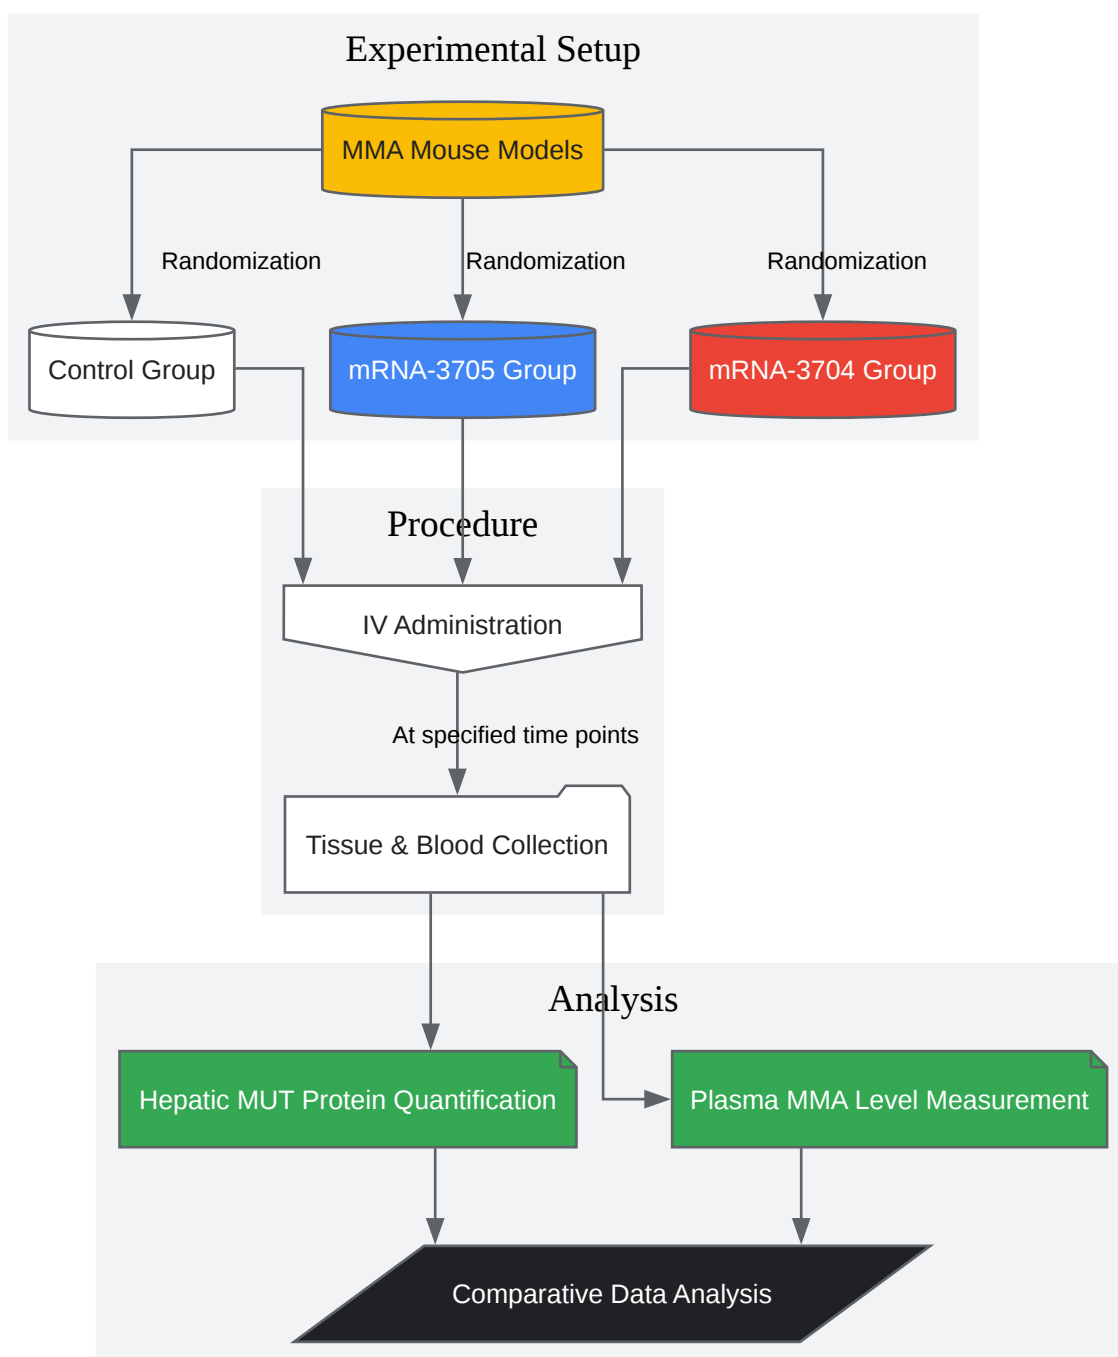 Experimental Setup
MMA Mouse Models
Randomization
Randomization
Randomization
Control Group
mRNA-3705 Group
mRNA-3704 Group
Procedure
IV Administration
At specified time points
Tissue & Blood Collection
Analysis
Hepatic MUT Protein Quantification
Plasma MMA Level Measurement
Comparative Data Analysis